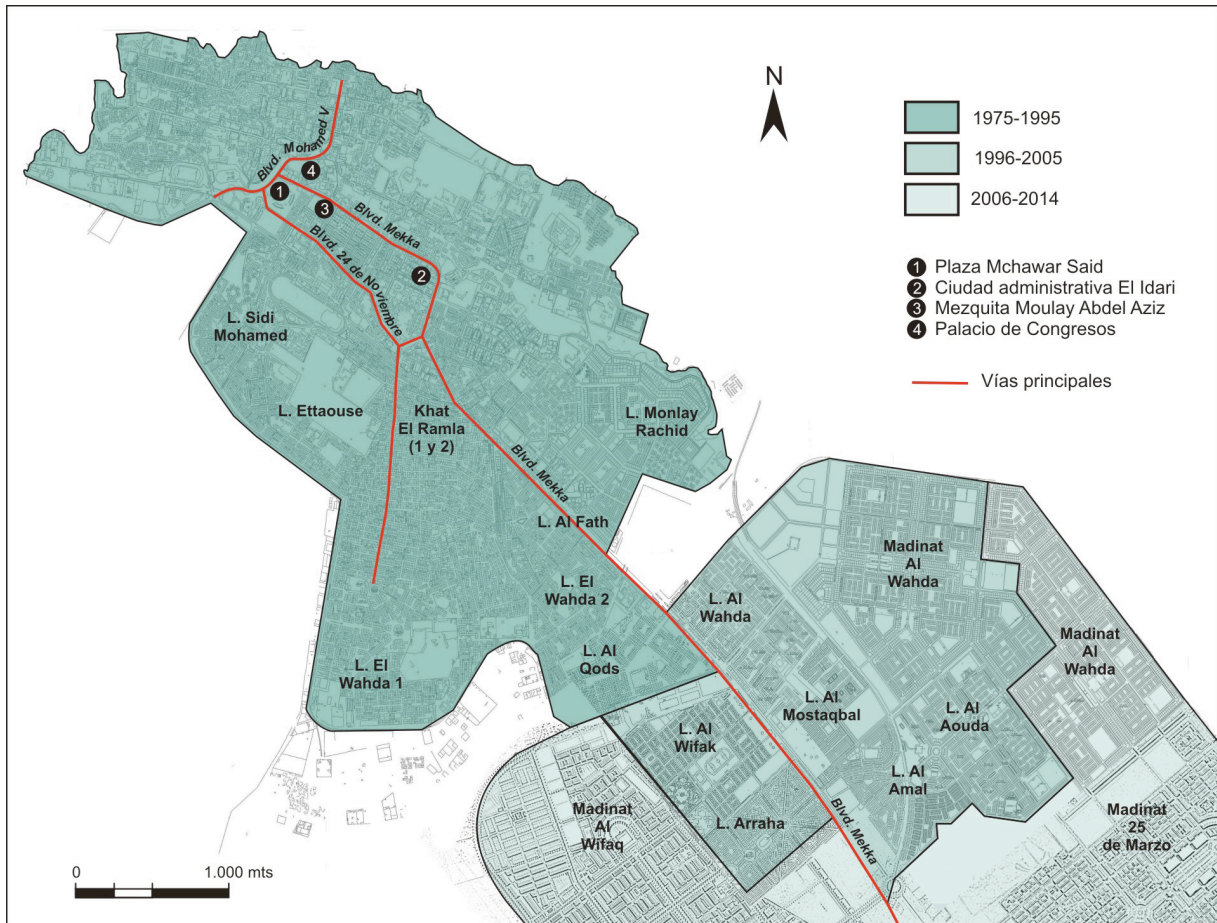 N
1975-1995
1996-2005
2006-2014
1 Plaza Mchawar Said
2 Ciudad administrativa El Idari
3 Mezquita Moulay Abdel Aziz
4 Palacio de Congresos
Vías principales
Blvd. Mohamed V
4
1
3
Blvd. Mekka
2
Blvd. 24 de Noviembre
L. Sidi
Mohamed
L. Ettaouse
Khat
El Ramla
(1 y 2)
L. Monlay
Rachid
Blvd. Mekka
L. Al Fath
L. El
Wahda 2
L. Al
Wahda
Madinat
Al
Wahda
Madinat
Al
Wahda
L. El
Wahda 1
L. Al
Qods
L. Al
Mostaqbal
L. Al
Aouda
L. Al
Wifak
L. Al
Amal
L. Arraha
Blvd. Mekka
Madinat
Al
Wifaq
Madinat
25
de Marzo
0 1.000 mts